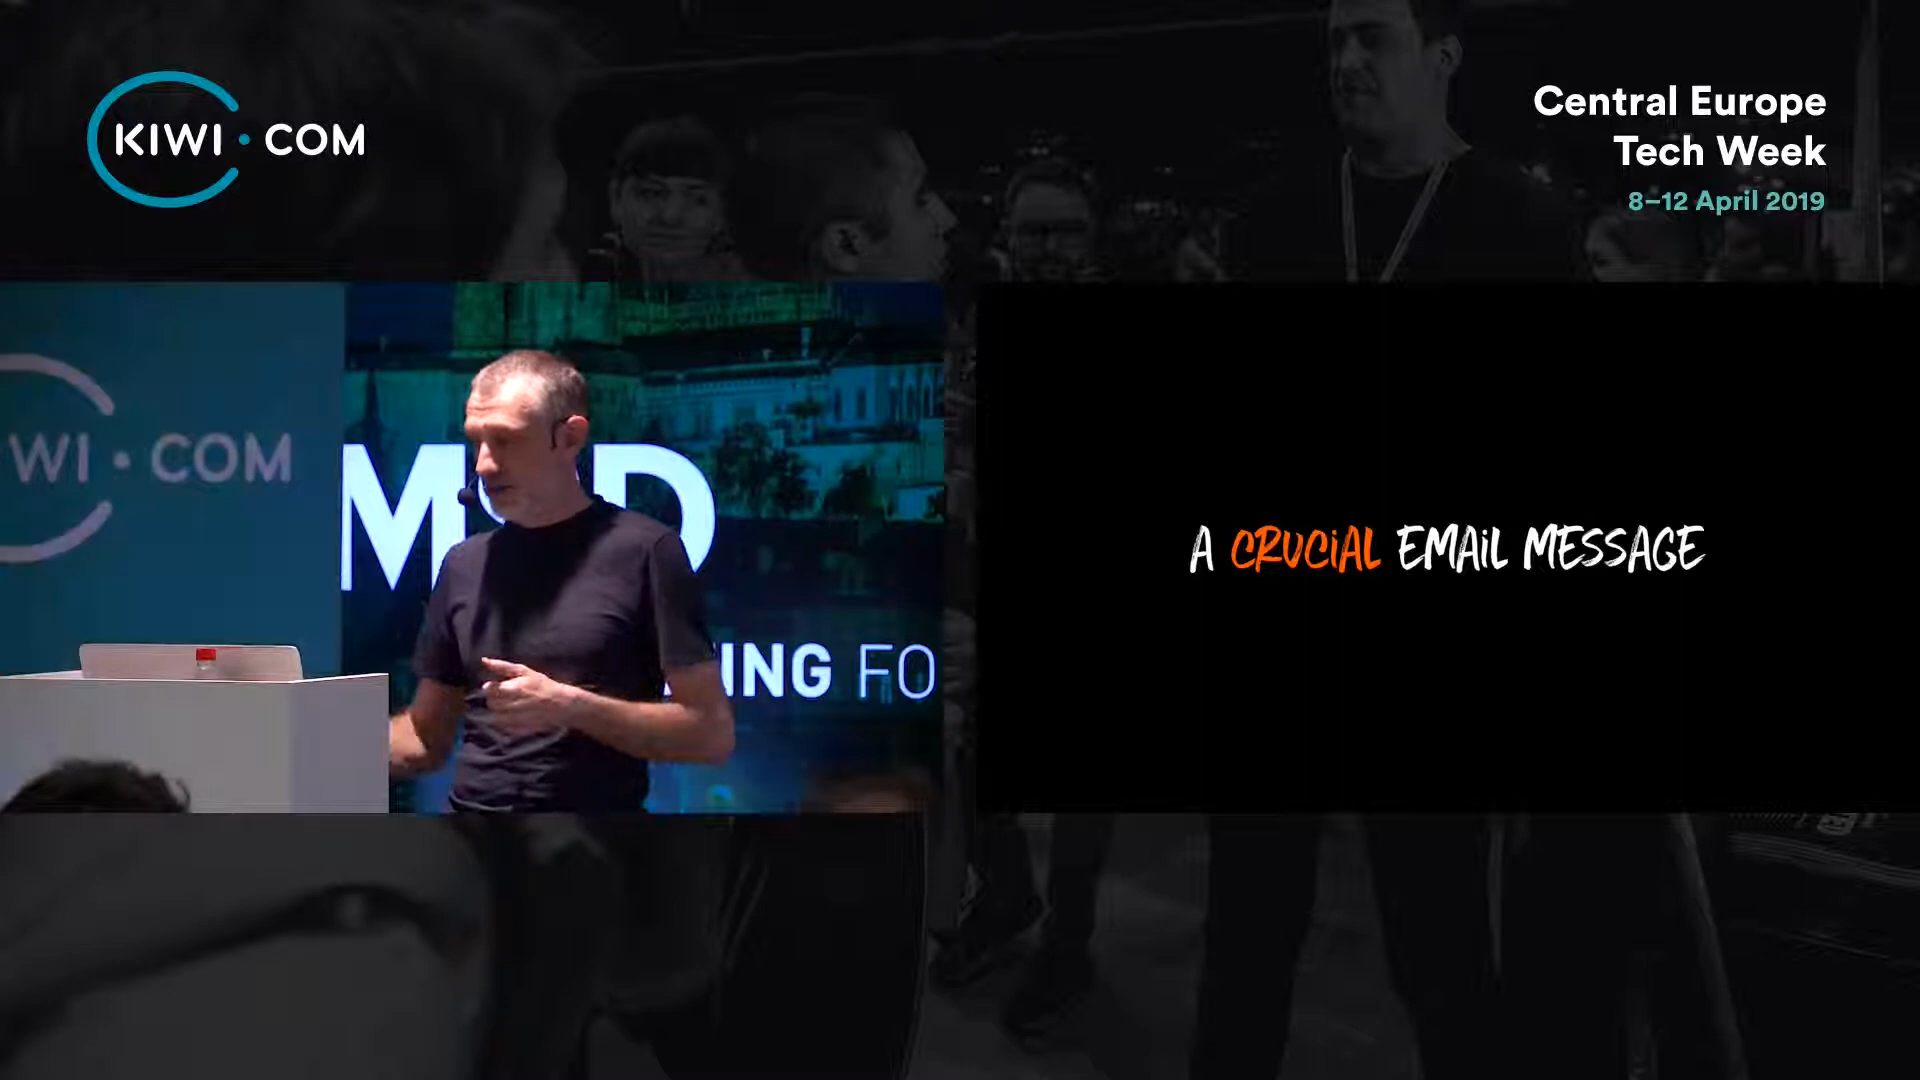 KIWI·COM
Central Europe
Tech Week
8–12 April 2019
WI·COM
M D
ING FO
A CRUCIAL EMAIL MESSAGE